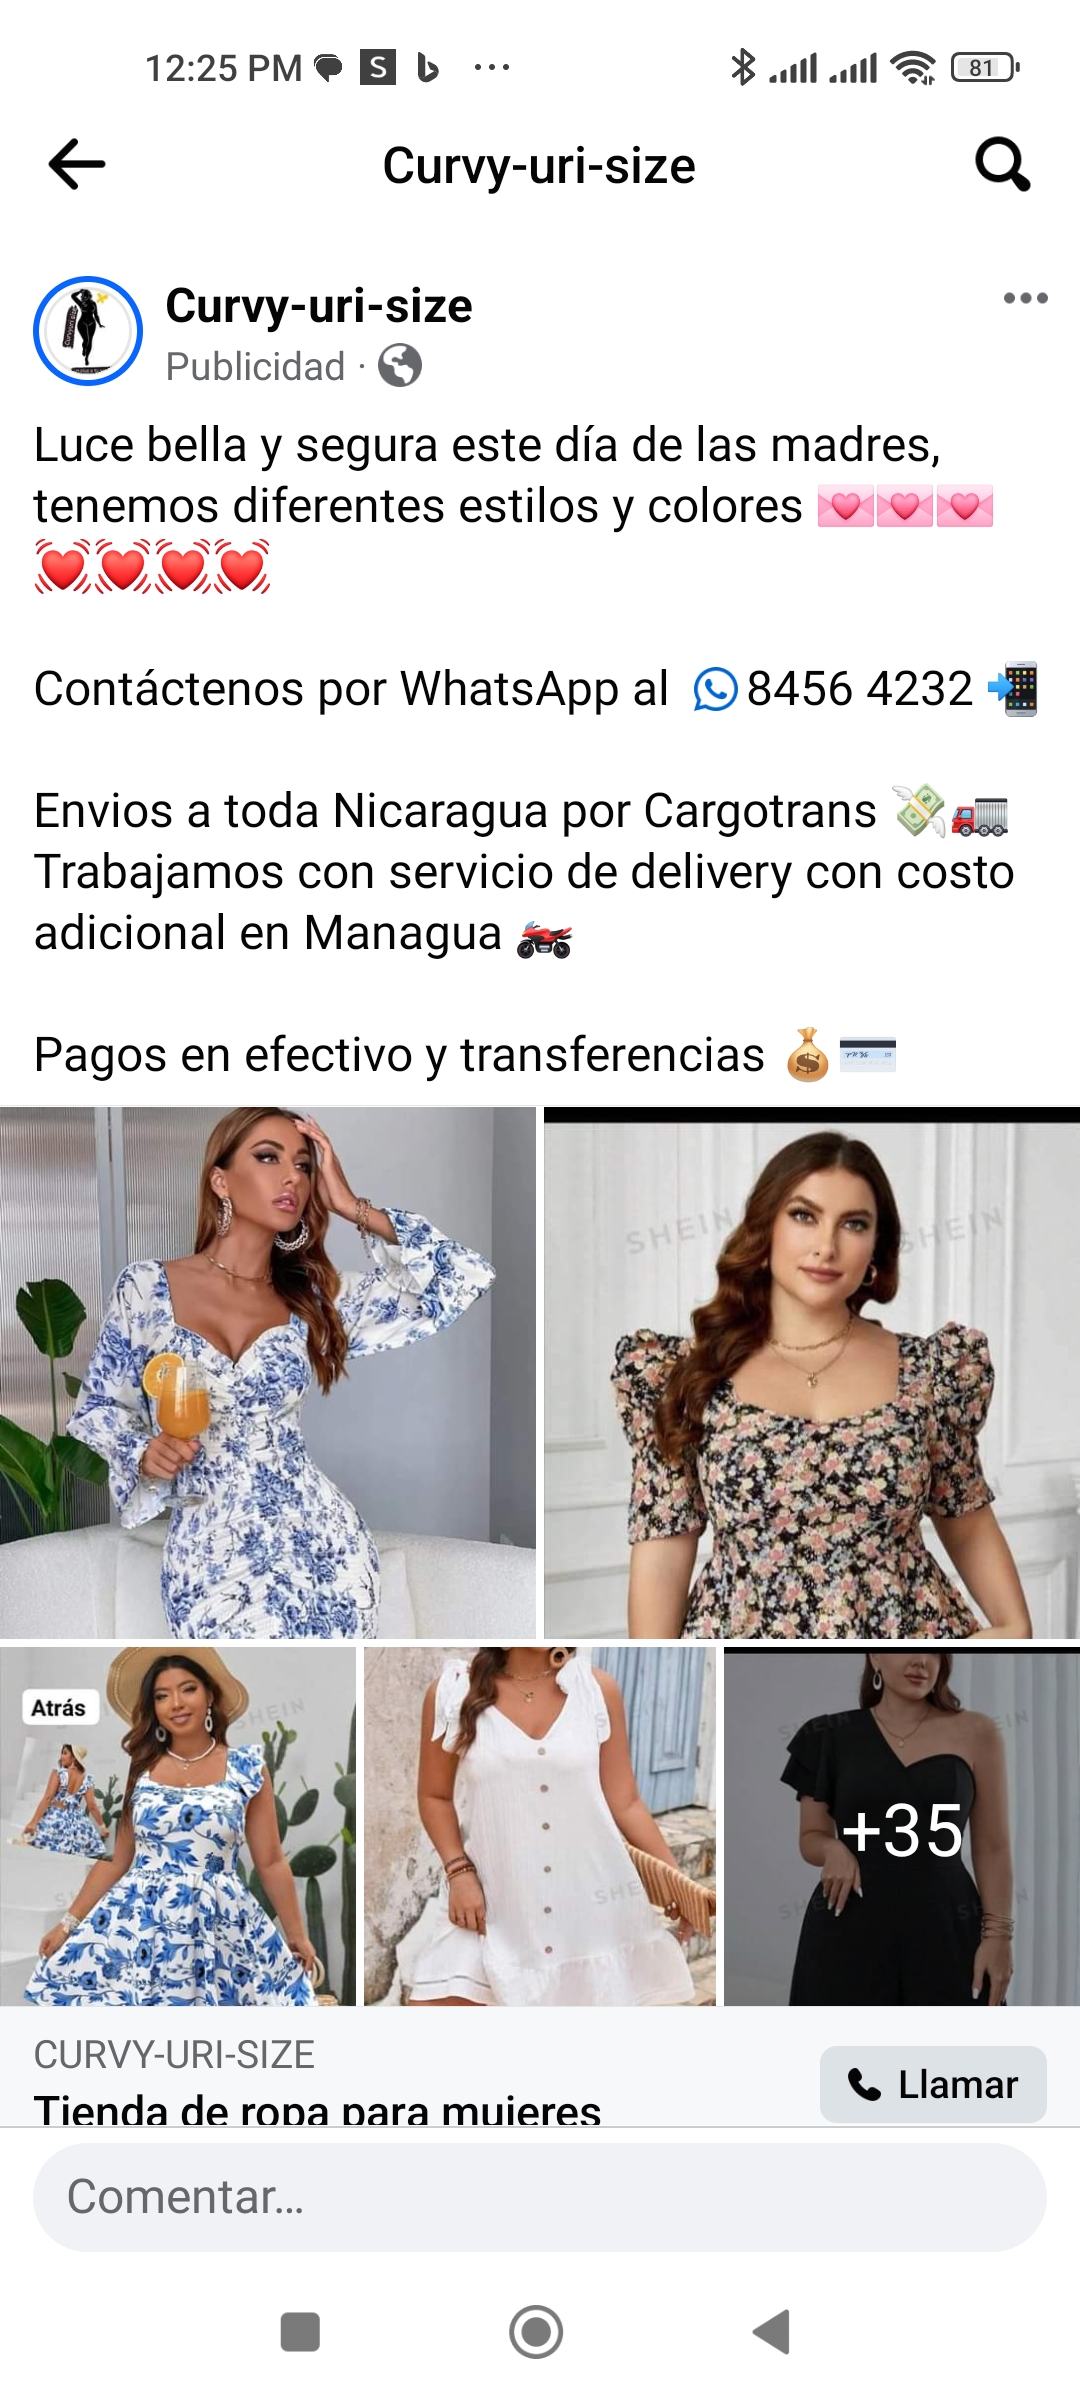 12:25 PM
81
Curvy-uri-size
Curvy-uri-size
Publicidad ·
Luce bella y segura este día de las madres,
tenemos diferentes estilos y colores 💌💌💌
💓💓💓💓
Contáctenos por WhatsApp al 8456 4232 📲
Envios a toda Nicaragua por Cargotrans 💸🚛
Trabajamos con servicio de delivery con costo
adicional en Managua 🏍️
Pagos en efectivo y transferencias 💰💳
SHEIN SHEIN
Atrás
SHEIN
+35
CURVY-URI-SIZE
Tienda de ropa para mujeres
Llamar
Comentar...